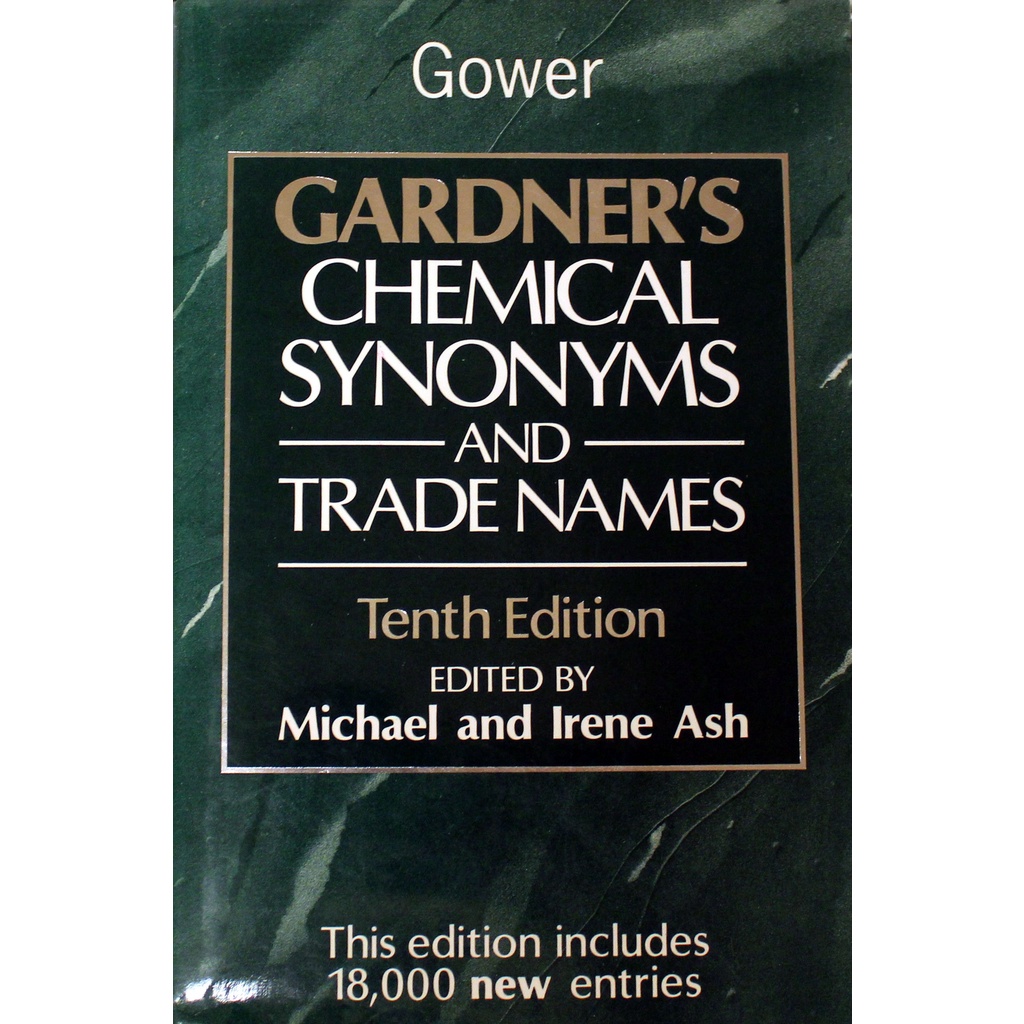 Gower
GARDNER'S
CHEMICAL
SYNONYMS
AND
TRADE NAMES
Tenth Edition
EDITED BY
Michael and Irene Ash
This edition includes
18,000 new entries